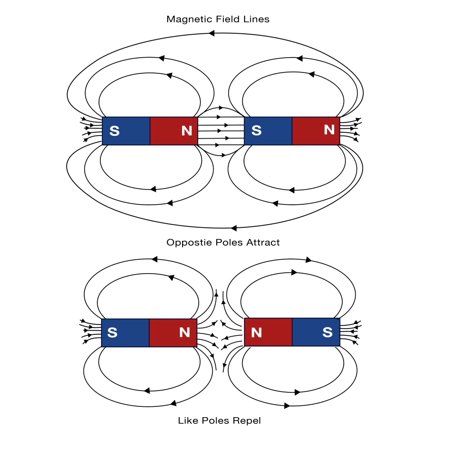 Magnetic Field Lines
S N S N
Oppostie Poles Attract
S N N S
Like Poles Repel